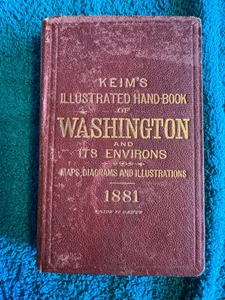 KEIM'S
ILLUSTRATED HAND-BOOK
OF
WASHINGTON
AND
ITS ENVIRONS
MAPS, DIAGRAMS AND ILLUSTRATIONS
1881